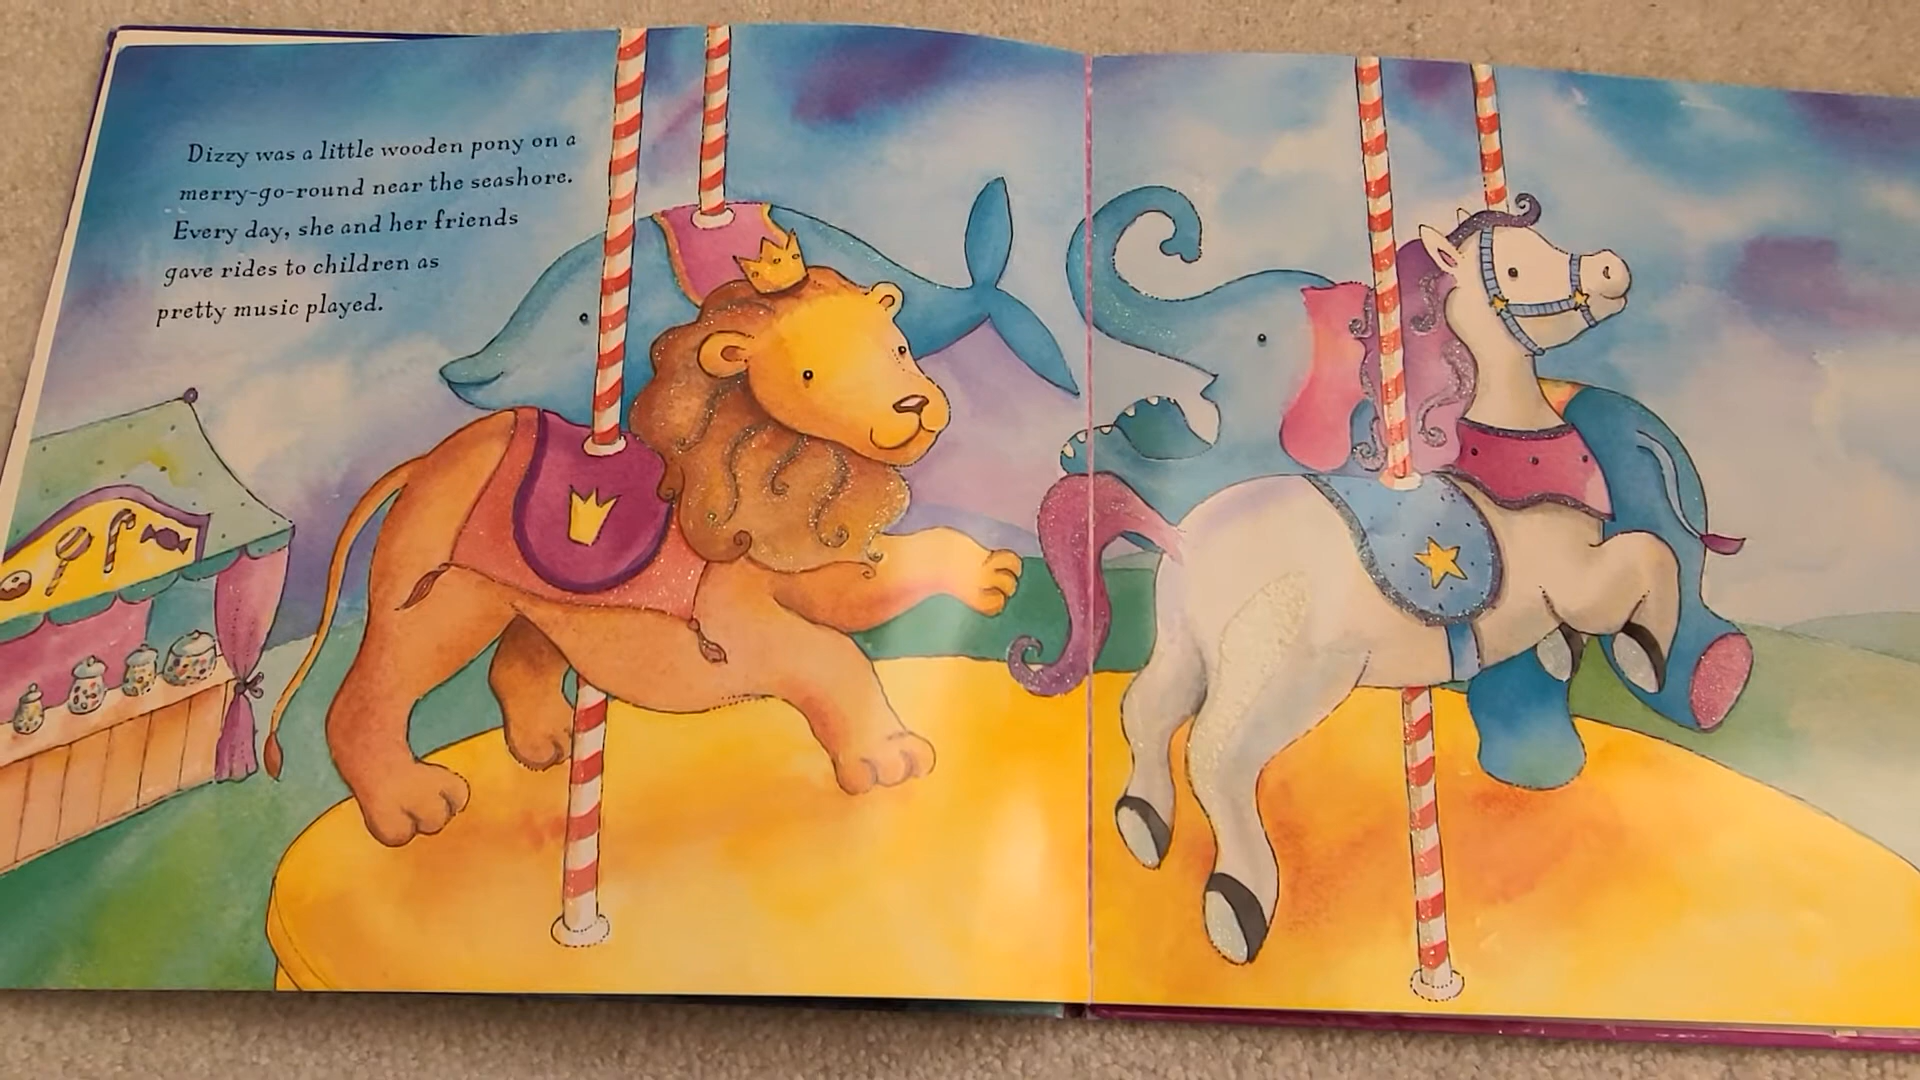 Dizzy was a little wooden pony on a
merry-go-round near the seashore.
Every day, she and her friends
gave rides to children as
pretty music played.